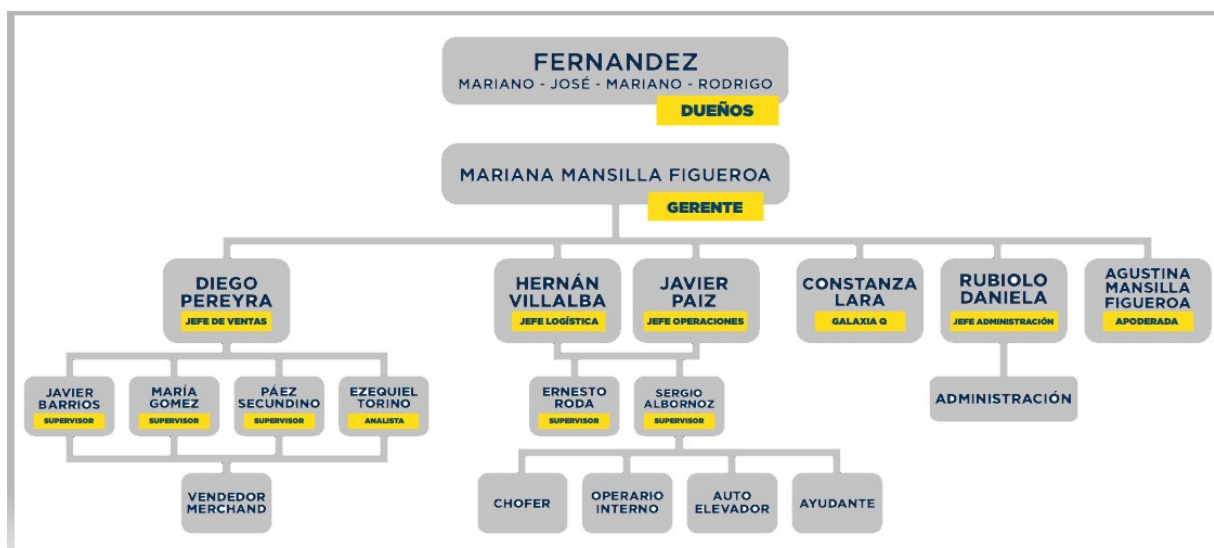 FERNANDEZ
MARIANO - JOSÉ - MARIANO - RODRIGO
DUEÑOS
MARIANA MANSILLA FIGUEROA
GERENTE
DIEGO
PEREYRA
JEFE DE VENTAS
HERNÁN
VILLALBA
JEFE LOGÍSTICA
JAVIER
PAIZ
JEFE OPERACIONES
CONSTANZA
LARA
GALAXIA Q
RUBIOLO
DANIELA
JEFE ADMINISTRACIÓN
AGUSTINA
MANSILLA
FIGUEROA
APODERADA
JAVIER
BARRIOS
SUPERVISOR
MARÍA
GOMEZ
SUPERVISOR
PÁEZ
SECUNDINO
SUPERVISOR
EZEQUIEL
TORINO
ANALISTA
ERNESTO
RODA
SUPERVISOR
SERGIO
ALBORNOZ
SUPERVISOR
ADMINISTRACIÓN
VENDEDOR
MERCHAND
CHOFER
OPERARIO
INTERNO
AUTO
ELEVADOR
AYUDANTE